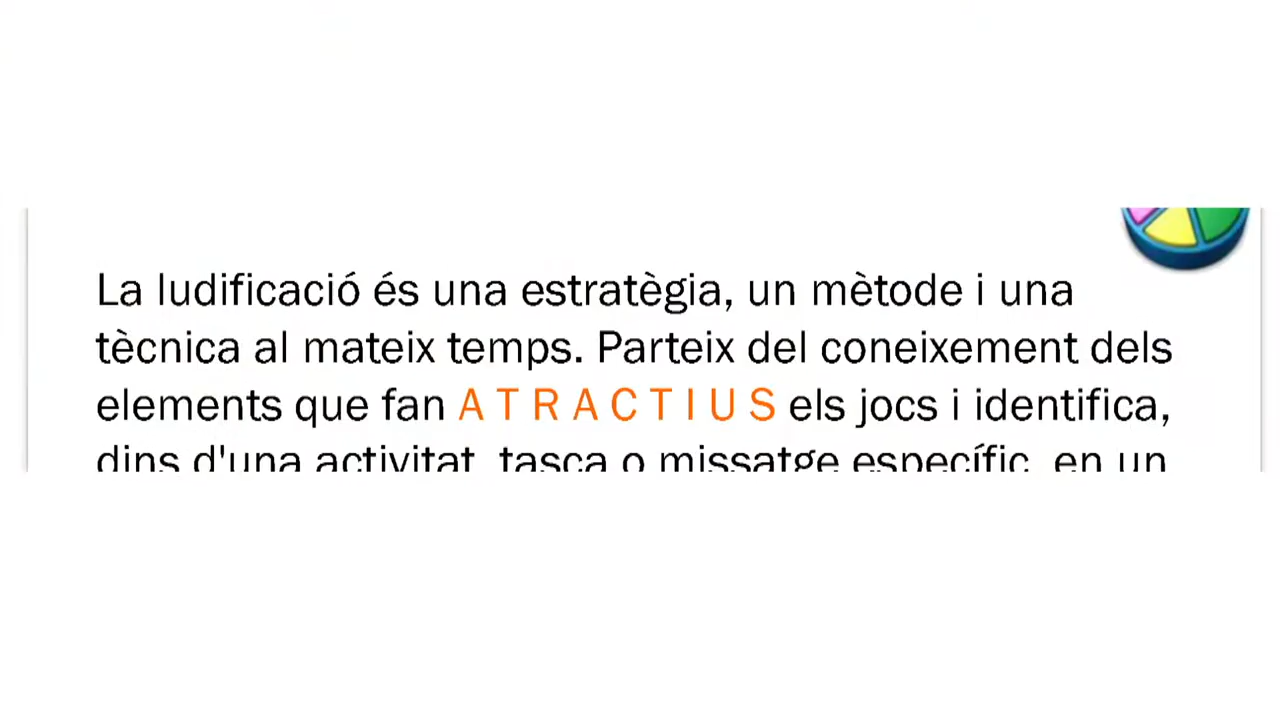 La ludificació és una estratègia, un mètode i una
tècnica al mateix temps. Parteix del coneixement dels
elements que fan A T R A C T I U S els jocs i identifica,
dins d'una activitat, tasca o missatge específic, en un